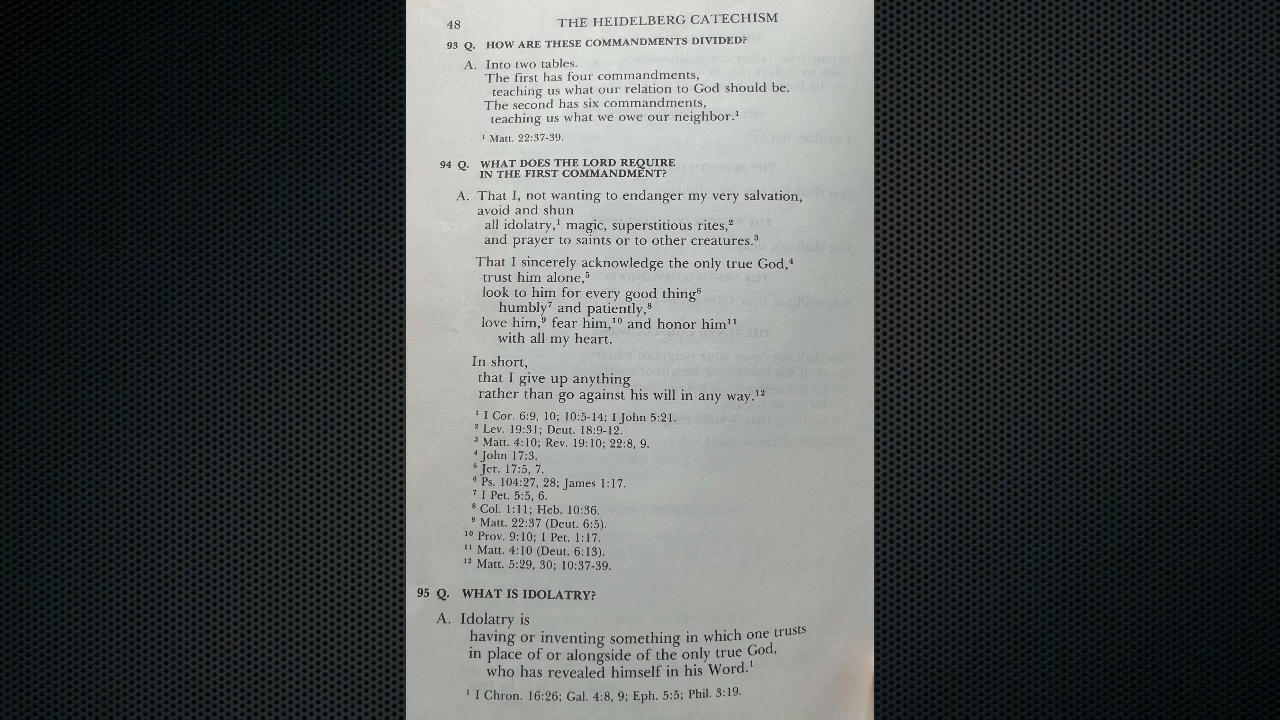 48 THE HEIDELBERG CATECHISM
93 Q. HOW ARE THESE COMMANDMENTS DIVIDED?
A. Into two tables.
The first has four commandments,
teaching us what our relation to God should be.
The second has six commandments,
teaching us what we owe our neighbor.¹
¹ Matt. 22:37-39.
94 Q. WHAT DOES THE LORD REQUIRE
IN THE FIRST COMMANDMENT?
A. That I, not wanting to endanger my very salvation,
avoid and shun
all idolatry,¹ magic, superstitious rites,²
and prayer to saints or to other creatures.³
That I sincerely acknowledge the only true God,⁴
trust him alone,⁵
look to him for every good thing⁶
humbly⁷ and patiently,⁸
love him,⁹ fear him,¹⁰ and honor him¹¹
with all my heart.
In short,
that I give up anything
rather than go against his will in any way.¹²
¹ I Cor. 6:9, 10; 10:5-14; I John 5:21.
² Lev. 19:31; Deut. 18:9-12.
³ Matt. 4:10; Rev. 19:10; 22:8, 9.
⁴ John 17:3.
⁵ Jer. 17:5, 7.
⁶ Ps. 104:27, 28; James 1:17.
⁷ I Pet. 5:5, 6.
⁸ Col. 1:11; Heb. 10:36.
⁹ Matt. 22:37 (Deut. 6:5).
¹⁰ Prov. 9:10; I Pet. 1:17.
¹¹ Matt. 4:10 (Deut. 6:13).
¹² Matt. 5:29, 30; 10:37-39.
95 Q. WHAT IS IDOLATRY?
A. Idolatry is
having or inventing something in which one trusts
in place of or alongside of the only true God,
who has revealed himself in his Word.¹
¹ I Chron. 16:26; Gal. 4:8, 9; Eph. 5:5; Phil. 3:19.